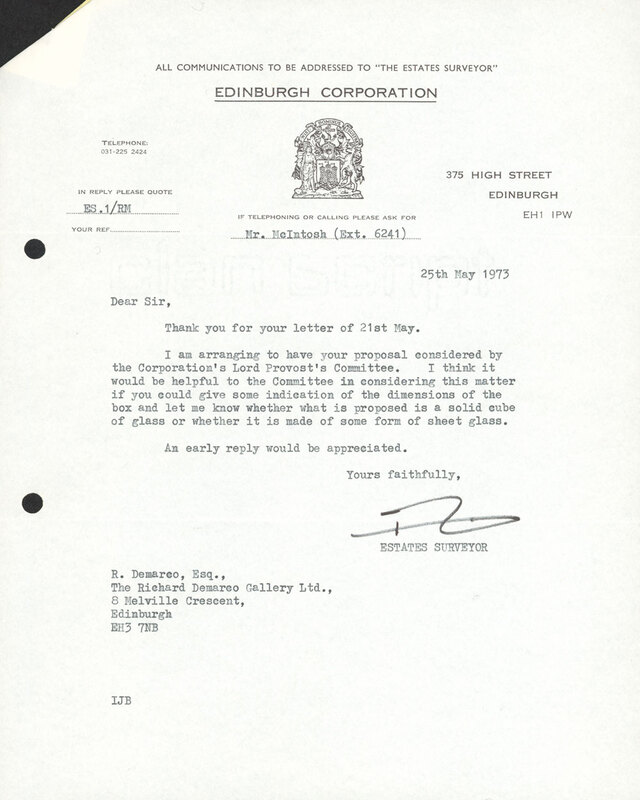 ALL COMMUNICATIONS TO BE ADDRESSED TO "THE ESTATES SURVEYOR"
EDINBURGH CORPORATION
TELEPHONE:
031-225 2424
375 HIGH STREET
EDINBURGH
EH1 1PW
IN REPLY PLEASE QUOTE
ES.1/RM
YOUR REF.
IF TELEPHONING OR CALLING PLEASE ASK FOR
Mr. McIntosh (Ext. 6241)
25th May 1973
Dear Sir,
Thank you for your letter of 21st May.
I am arranging to have your proposal considered by
the Corporation's Lord Provost's Committee. I think it
would be helpful to the Committee in considering this matter
if you could give some indication of the dimensions of the
box and let me know whether what is proposed is a solid cube
of glass or whether it is made of some form of sheet glass.
An early reply would be appreciated.
Yours faithfully,
ESTATES SURVEYOR
R. Demarco, Esq.,
The Richard Demarco Gallery Ltd.,
8 Melville Crescent,
Edinburgh
EH3 7NB
IJB